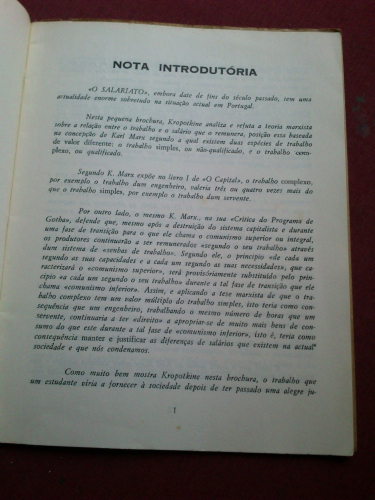 NOTA INTRODUTÓRIA
«O SALARIATO», embora date de fins do século passado, tem uma
actualidade enorme sobretudo na situação actual em Portugal.
Nesta pequena brochura, Kropotkine analisa e refuta a teoria marxista
sobre a relação entre o trabalho e o salário que o remunera, posição essa baseada
na concepção de Karl Marx segundo a qual existem duas espécies de trabalho
de valor diferente: o trabalho simples, ou não-qualificado, e o trabalho com-
plexo, ou qualificado.
Segundo K. Marx expõe no livro I de «O Capital», o trabalho complexo,
por exemplo o trabalho dum engenheiro, valeria três ou quatro vezes mais do
que o trabalho simples, por exemplo o trabalho dum servente.
Por outro lado, o mesmo K. Marx., na sua «Crítica do Programa de
Gotha», defende que, mesmo após a destruição do sistema capitalista e durante
uma fase de transição para o que ele chama o comunismo superior ou integral,
os produtores continuarão a ser remunerados «segundo o seu trabalho» através
dum sistema de «senhas de trabalho». Segundo ele, o princípio «de cada um
segundo as suas capacidades e a cada um segundo as suas necessidades», que ca-
racterizará o «comunismo superior», será provisoriamente substituído pelo prin-
cípio «a cada um segundo o seu trabalho» durante a tal fase de transição que ele
chama «comunismo inferior». Assim, e aplicando a tese marxista de que o tra-
balho complexo tem um valor múltiplo do trabalho simples, isto teria como con-
sequência que um engenheiro, trabalhando o mesmo número de horas que um
servente, continuaria a ter «direito» a apropriar-se de muito mais bens de con-
sumo do que este durante a tal fase de «comunismo inferior», isto é, teria como
consequência manter e justificar as diferenças de salários que existem na actual
sociedade e que nós condenamos.
Como muito bem mostra Kropotkine nesta brochura, o trabalho que
um estudante viria a fornecer à sociedade depois de ter passado uma alegre ju-
1